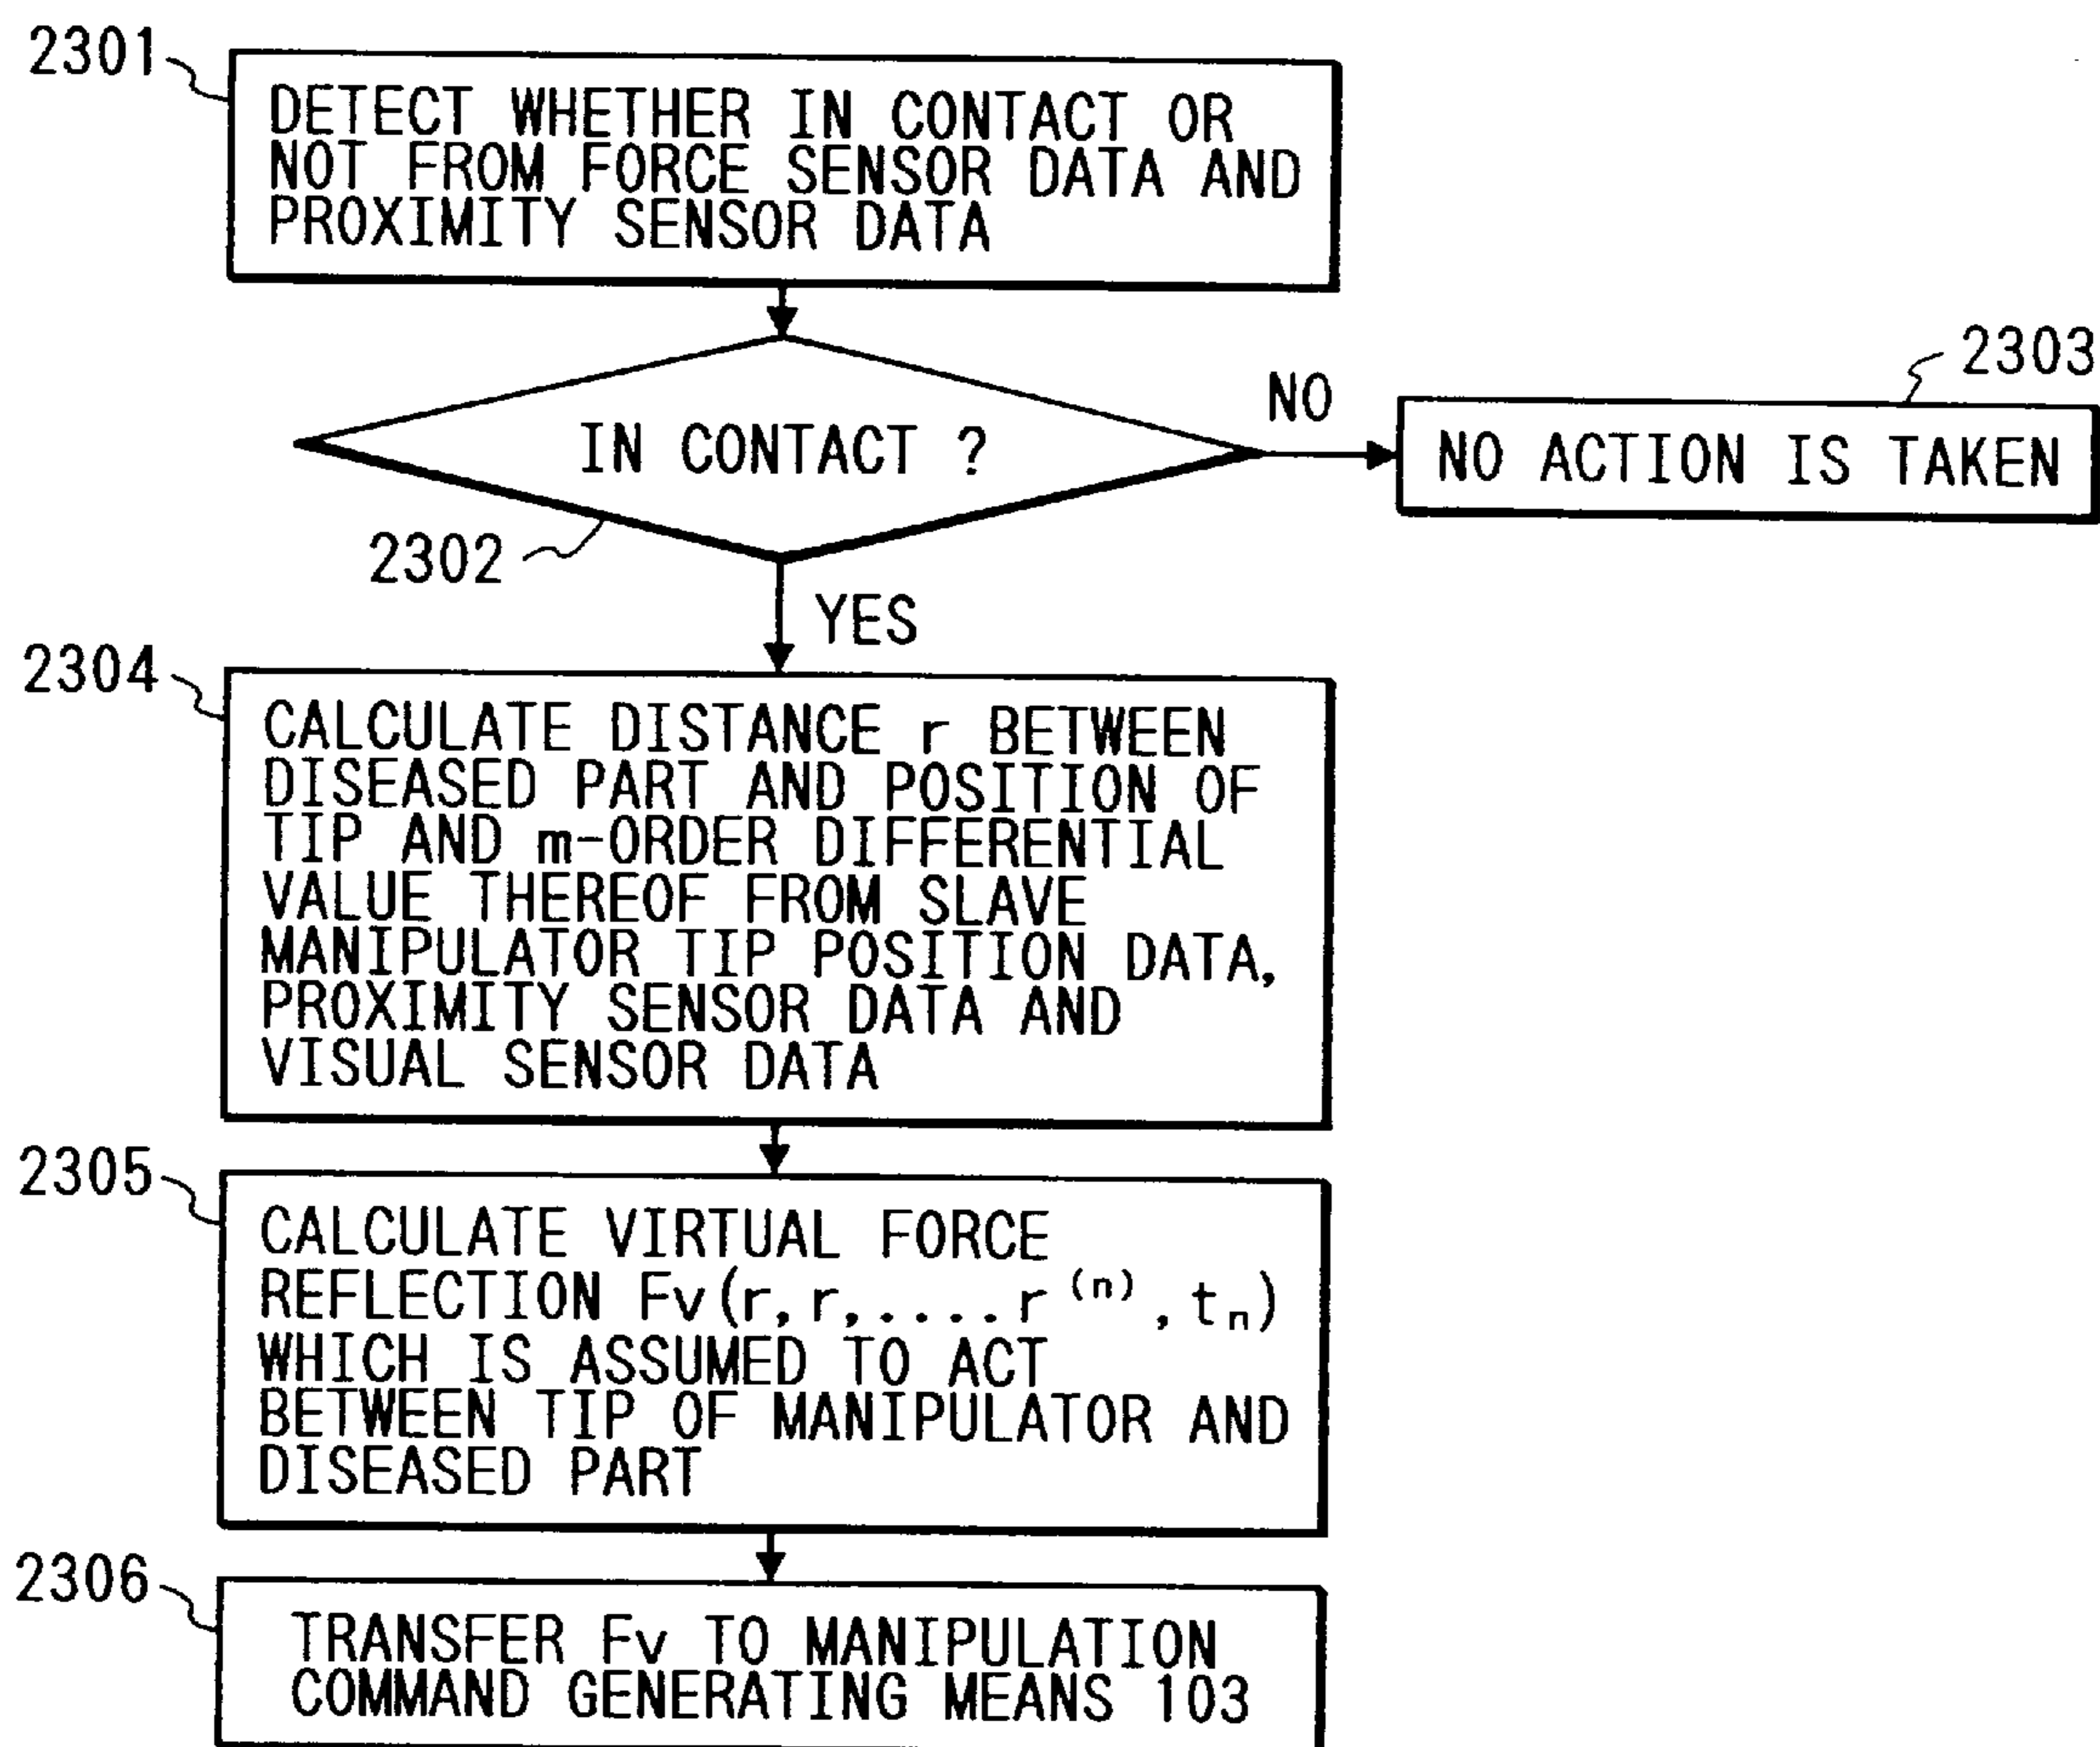 2301
DETECT WHETHER IN CONTACT OR
NOT FROM FORCE SENSOR DATA AND
PROXIMITY SENSOR DATA
2303
NO
IN CONTACT ?
NO ACTION IS TAKEN
2302
YES
2304
CALCULATE DISTANCE r BETWEEN
DISEASED PART AND POSITION OF
TIP AND m-ORDER DIFFERENTIAL
VALUE THEREOF FROM SLAVE
MANIPULATOR TIP POSITION DATA,
PROXIMITY SENSOR DATA AND
VISUAL SENSOR DATA
2305
CALCULATE VIRTUAL FORCE
REFLECTION Fv(r,r,....r⁽ⁿ⁾,tₙ)
WHICH IS ASSUMED TO ACT
BETWEEN TIP OF MANIPULATOR AND
DISEASED PART
2306
TRANSFER Fv TO MANIPULATION
COMMAND GENERATING MEANS 103